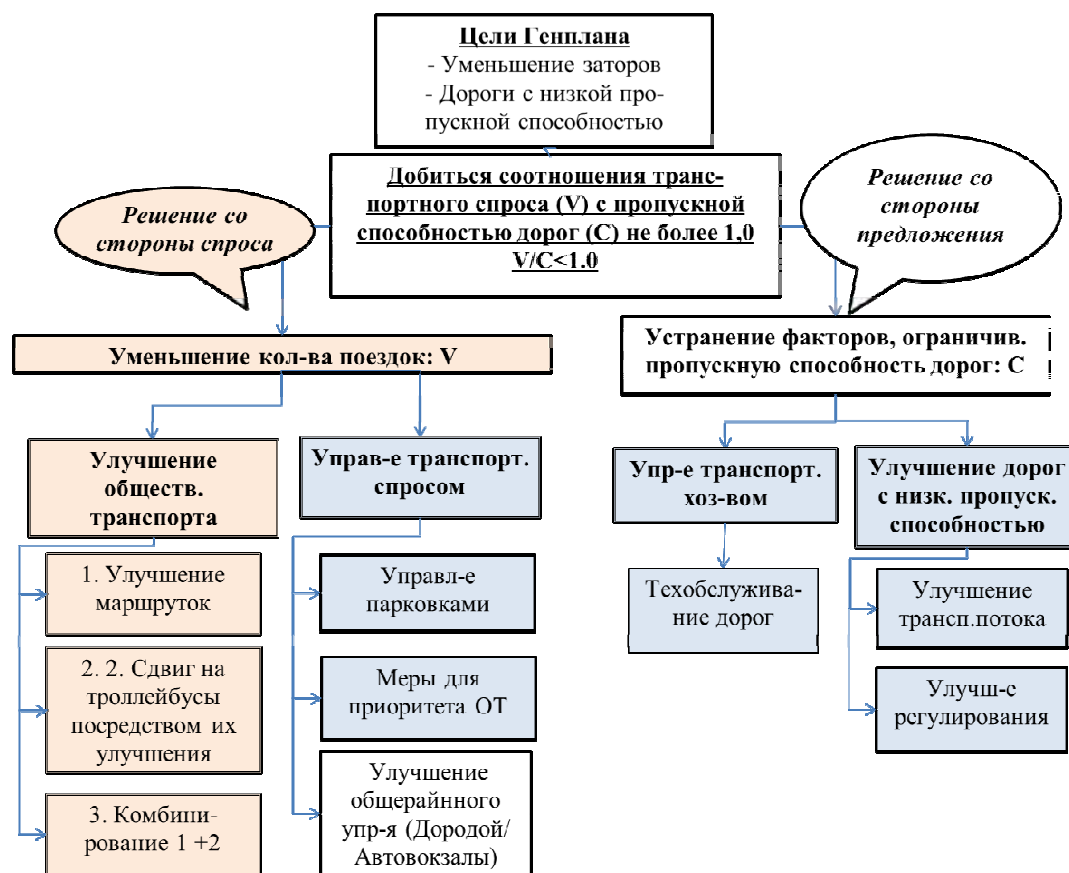 Цели Генплана
- Уменьшение заторов
- Дороги с низкой про-
пускной способностью
Добиться соотношения транс-
портного спроса (V) с пропускной
способностью дорог (С) не более 1,0
V/C<1.0
Решение со
стороны спроса
Решение со
стороны
предложения
Уменьшение кол-ва поездок: V
Устранение факторов, ограничив.
пропускную способность дорог: С
Улучшение
обществ.
транспорта
Управ-е транспорт.
спросом
Упр-е транспорт.
хоз-вом
Улучшение дорог
с низк. пропуск.
способностью
1. Улучшение
маршруток
2. 2. Сдвиг на
троллейбусы
посредством их
улучшения
3. Комбини-
рование 1 +2
Управл-е
парковками
Меры для
приоритета ОТ
Улучшение
общерайнного
упр-я (Дородой/
Автовокзалы)
Техобслужива-
ние дорог
Улучшение
трансп.потока
Улучш-е
регулирования